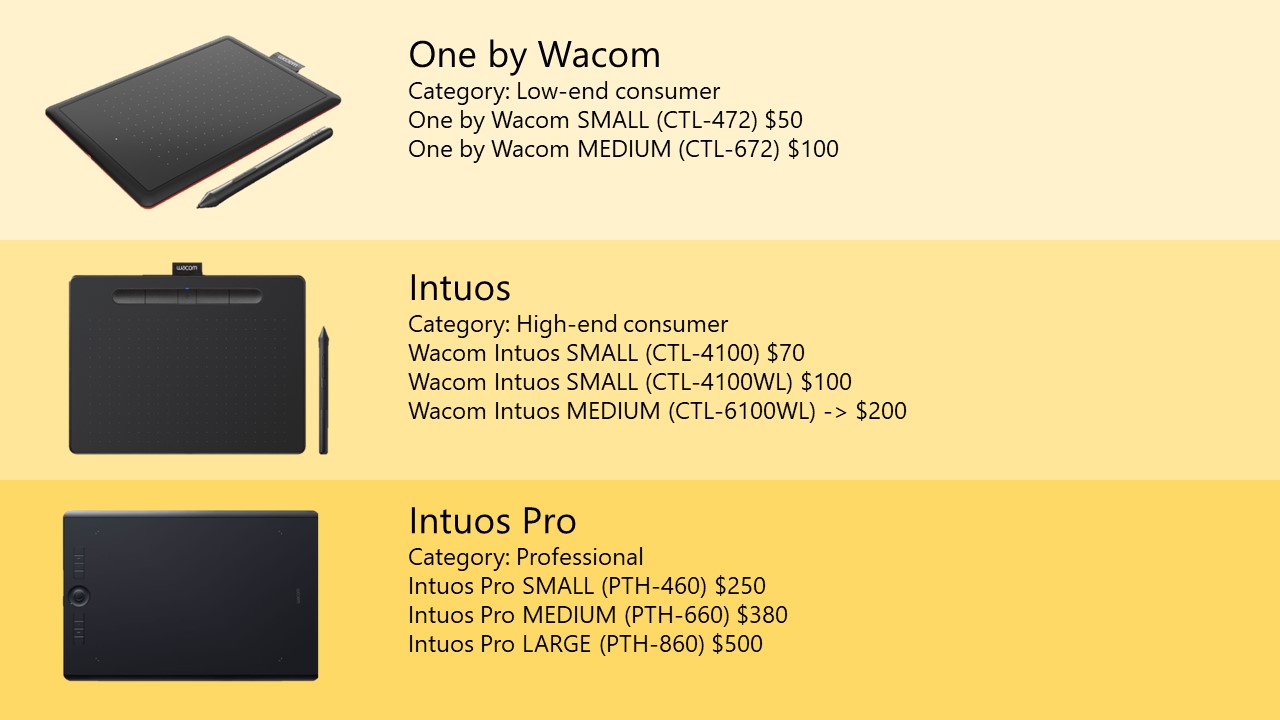 One by Wacom
Category: Low-end consumer
One by Wacom SMALL (CTL-472) $50
One by Wacom MEDIUM (CTL-672) $100
wacom
Intuos
Category: High-end consumer
Wacom Intuos SMALL (CTL-4100) $70
Wacom Intuos SMALL (CTL-4100WL) $100
Wacom Intuos MEDIUM (CTL-6100WL) -> $200
Intuos Pro
Category: Professional
Intuos Pro SMALL (PTH-460) $250
Intuos Pro MEDIUM (PTH-660) $380
Intuos Pro LARGE (PTH-860) $500